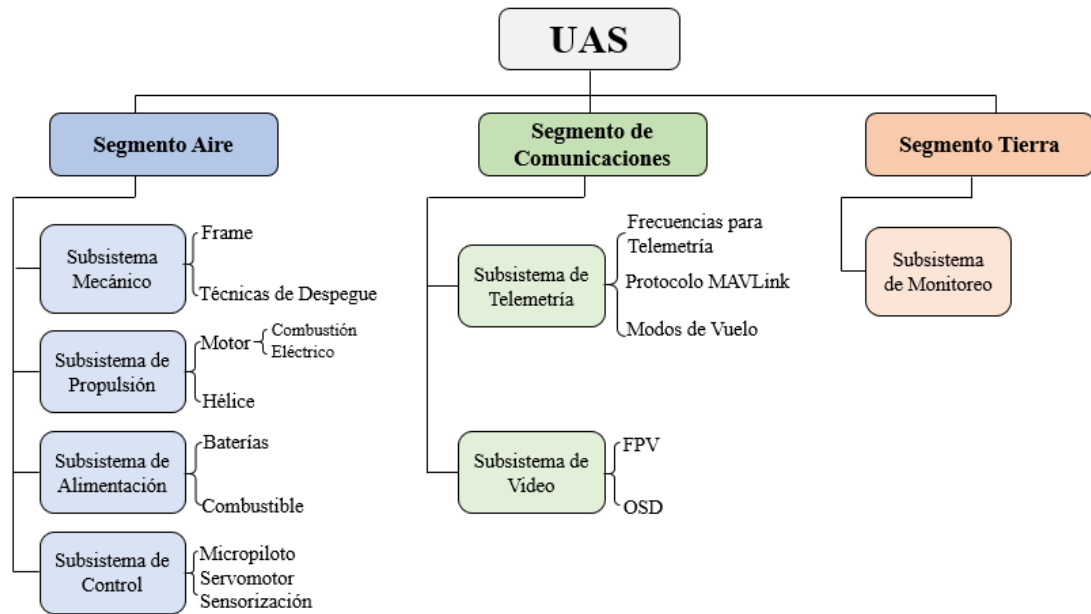 UAS
Segmento Aire
Subsistema
Mecánico
Frame
Técnicas de Despegue
Subsistema de
Propulsión
Motor
Combustión
Eléctrico
Hélice
Subsistema de
Alimentación
Baterías
Combustible
Subsistema de
Control
Micropiloto
Servomotor
Sensorización
Segmento de
Comunicaciones
Subsistema de
Telemetría
Frecuencias para
Telemetría
Protocolo MAVLink
Modos de Vuelo
Subsistema de
Video
FPV
OSD
Segmento Tierra
Subsistema
de Monitoreo